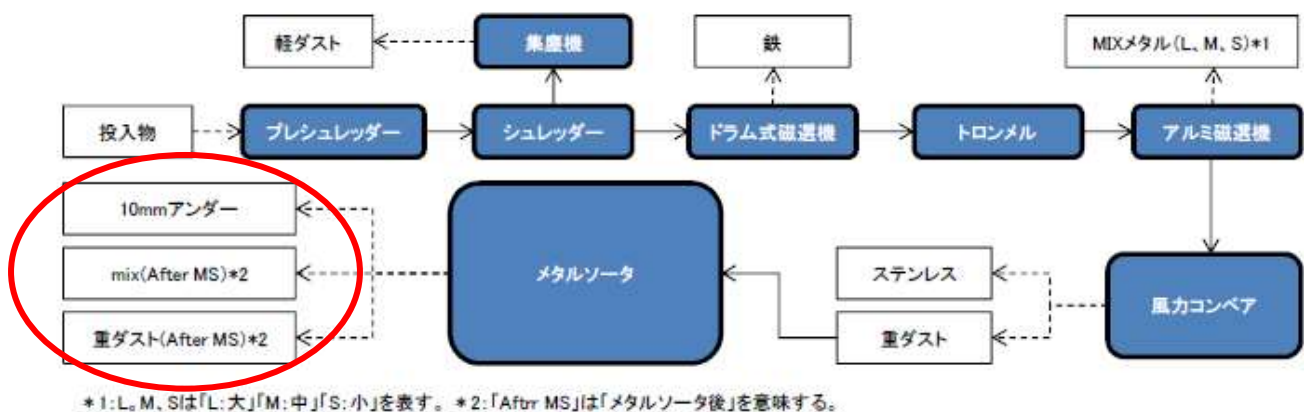 軽ダスト
集塵機
鉄
MIXメタル(L、M、S)*1
投入物
プレシュレッダー
シュレッダー
ドラム式磁選機
トロンメル
アルミ磁選機
10mmアンダー
mix(After MS)*2
重ダスト(After MS)*2
メタルソータ
ステンレス
重ダスト
風力コンベア
*1:L。M、Sは「L:大」「M:中」「S:小」を表す。 *2:「Aftrr MS」は「メタルソータ後」を意味する。